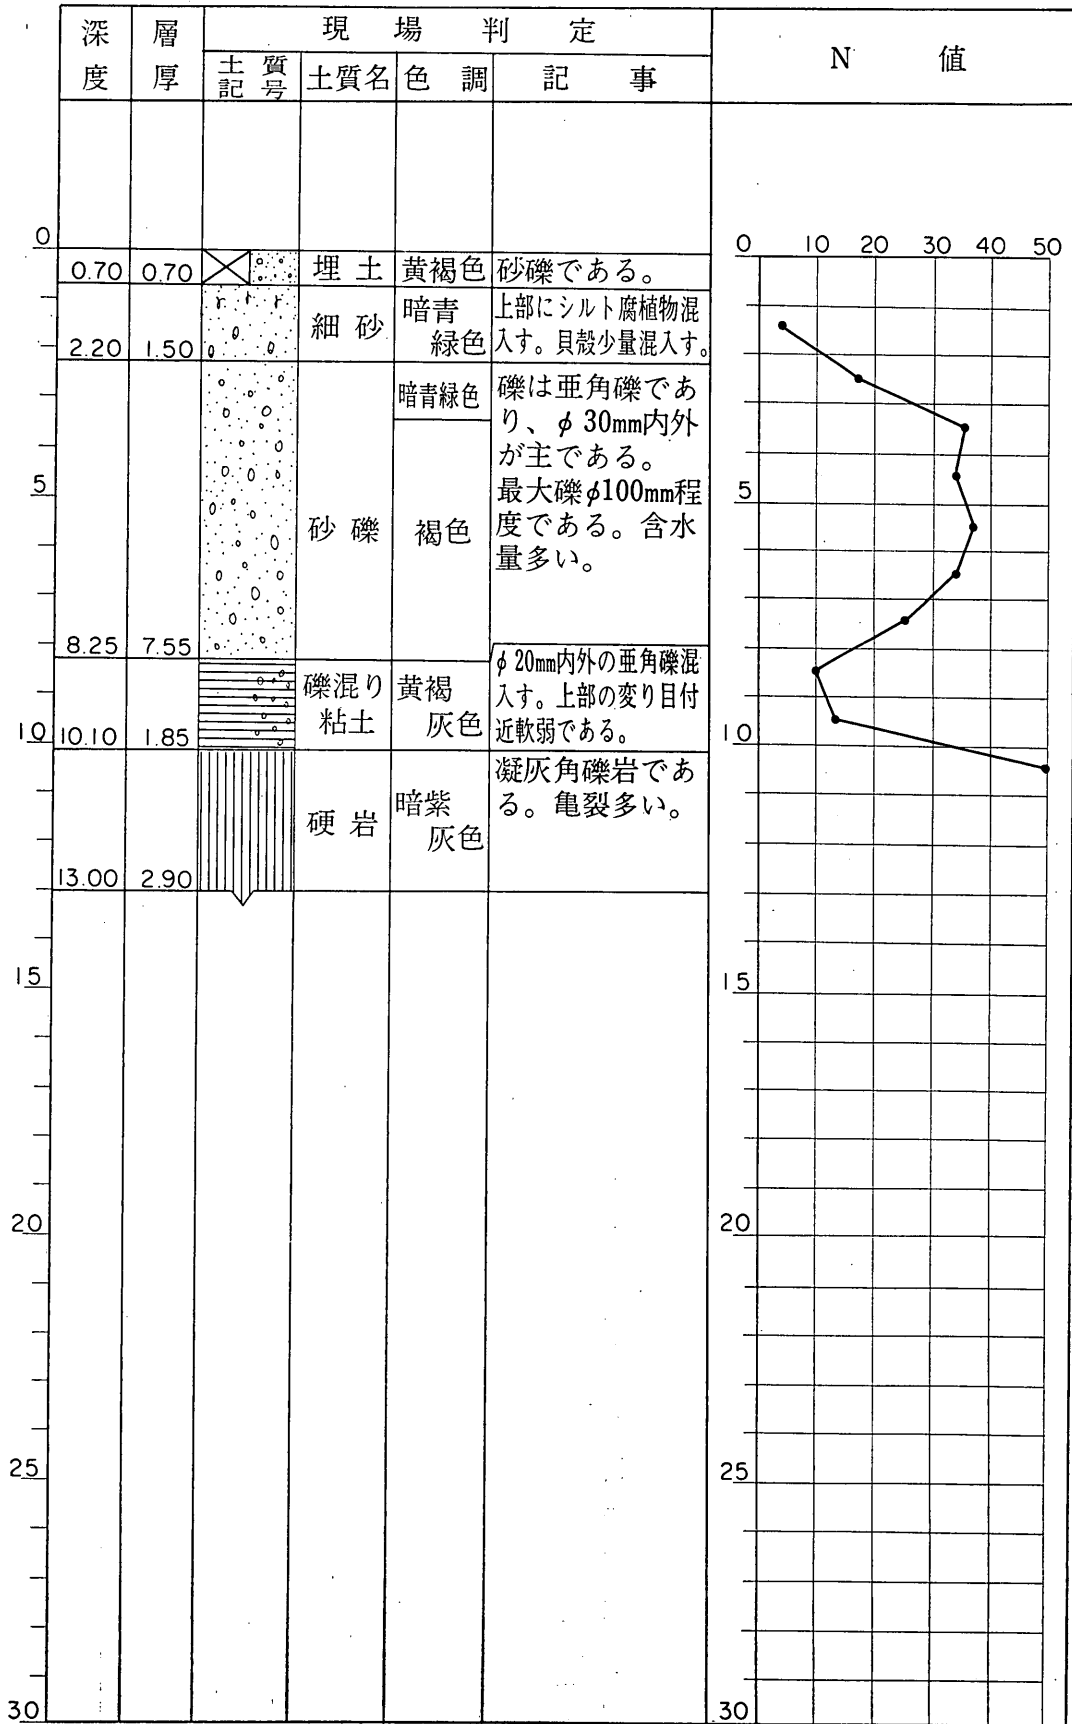 深度
層厚
現場判定
土質記号
土質名
色調
記事
N値
0
0.70 0.70 埋土 黄褐色 砂礫である。
2.20 1.50 細砂 暗青緑色
上部にシルト腐植物混
入す。貝殻少量混入す。
8.25 7.55 砂礫
暗青緑色
褐色
礫は亜角礫であ
り、φ30mm内外
が主である。
最大礫φ100mm程
度である。含水
量多い。
5
10.10 1.85 礫混り粘土 黄褐灰色
φ20mm内外の亜角礫混
入す。上部の変り目付
近軟弱である。
10
13.00 2.90 硬岩 暗紫灰色
凝灰角礫岩であ
る。亀裂多い。
15
20
25
30
0 10 20 30 40 50
5
10
15
20
25
30